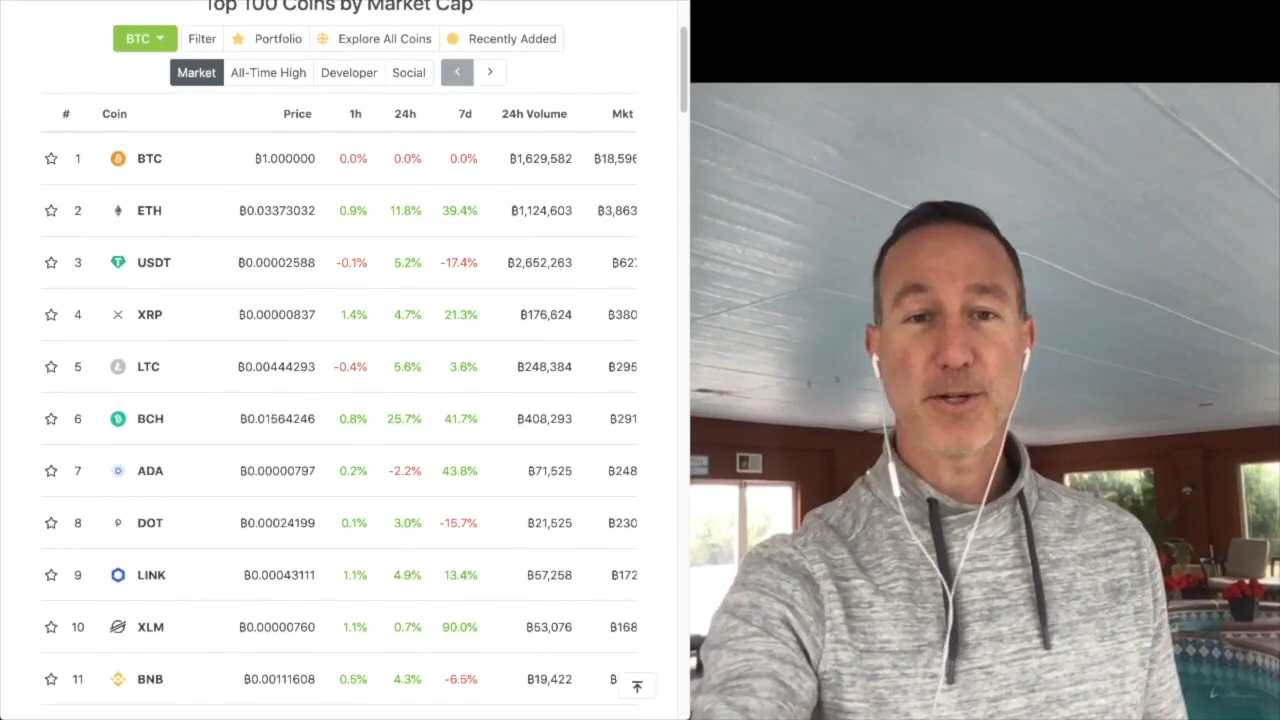 Top 100 Coins by Market Cap
BTC Filter Portfolio Explore All Coins Recently Added
Market All-Time High Developer Social
# Coin Price 1h 24h 7d 24h Volume Mkt
1 BTC ₿1.000000 0.0% 0.0% 0.0% ₿1,629,582 ₿18,596
2 ETH ₿0.03373032 0.9% 11.8% 39.4% ₿1,124,603 ₿3,863
3 USDT ₿0.00002588 -0.1% 5.2% -17.4% ₿2,652,263 ₿627
4 XRP ₿0.00000837 1.4% 4.7% 21.3% ₿176,624 ₿380
5 LTC ₿0.00444293 -0.4% 5.6% 3.6% ₿248,384 ₿295
6 BCH ₿0.01564246 0.8% 25.7% 41.7% ₿408,293 ₿291
7 ADA ₿0.00000797 0.2% -2.2% 43.8% ₿71,525 ₿248
8 DOT ₿0.00024199 0.1% 3.0% -15.7% ₿21,525 ₿230
9 LINK ₿0.00043111 1.1% 4.9% 13.4% ₿57,258 ₿172
10 XLM ₿0.00000760 1.1% 0.7% 90.0% ₿53,076 ₿168
11 BNB ₿0.00111608 0.5% 4.3% -6.5% ₿19,422 ₿